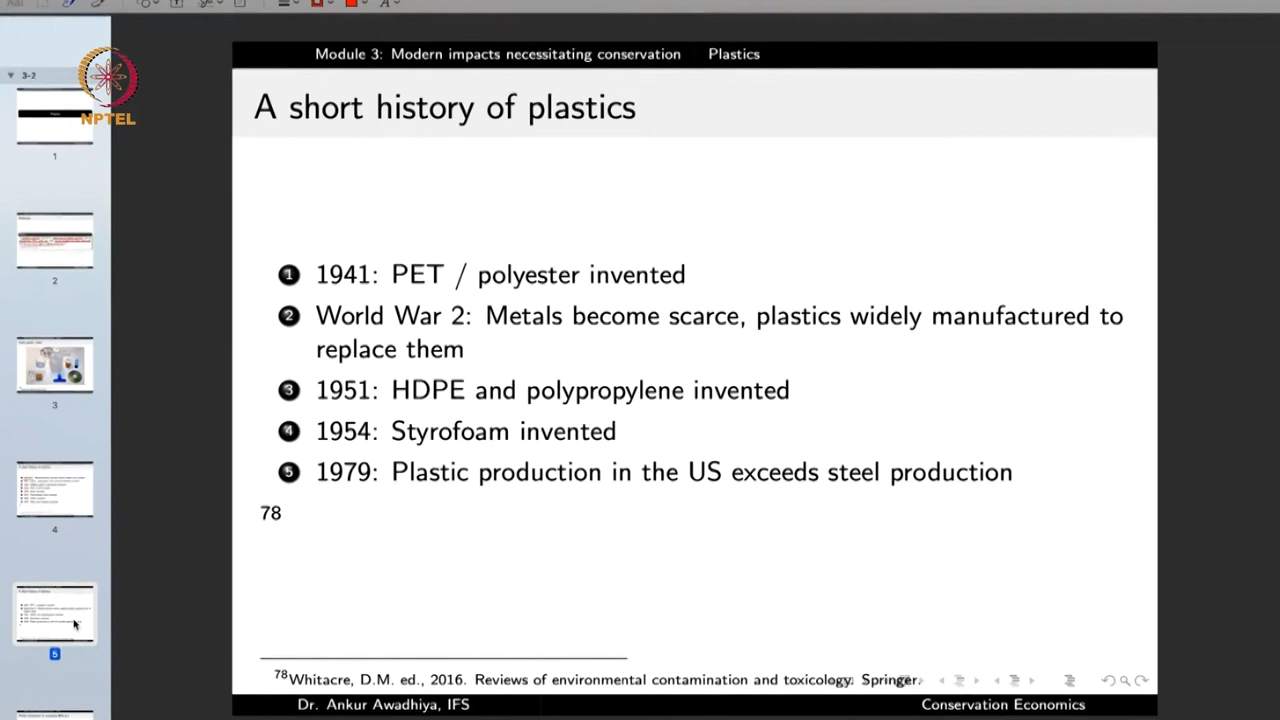 Module 3: Modern impacts necessitating conservation Plastics
3-2
NPTEL
A short history of plastics
1
2
3
4
5
1 1941: PET / polyester invented
2 World War 2: Metals become scarce, plastics widely manufactured to
replace them
3 1951: HDPE and polypropylene invented
4 1954: Styrofoam invented
5 1979: Plastic production in the US exceeds steel production
78
78Whitacre, D.M. ed., 2016. Reviews of environmental contamination and toxicology. Springer.
Dr. Ankur Awadhiya, IFS Conservation Economics